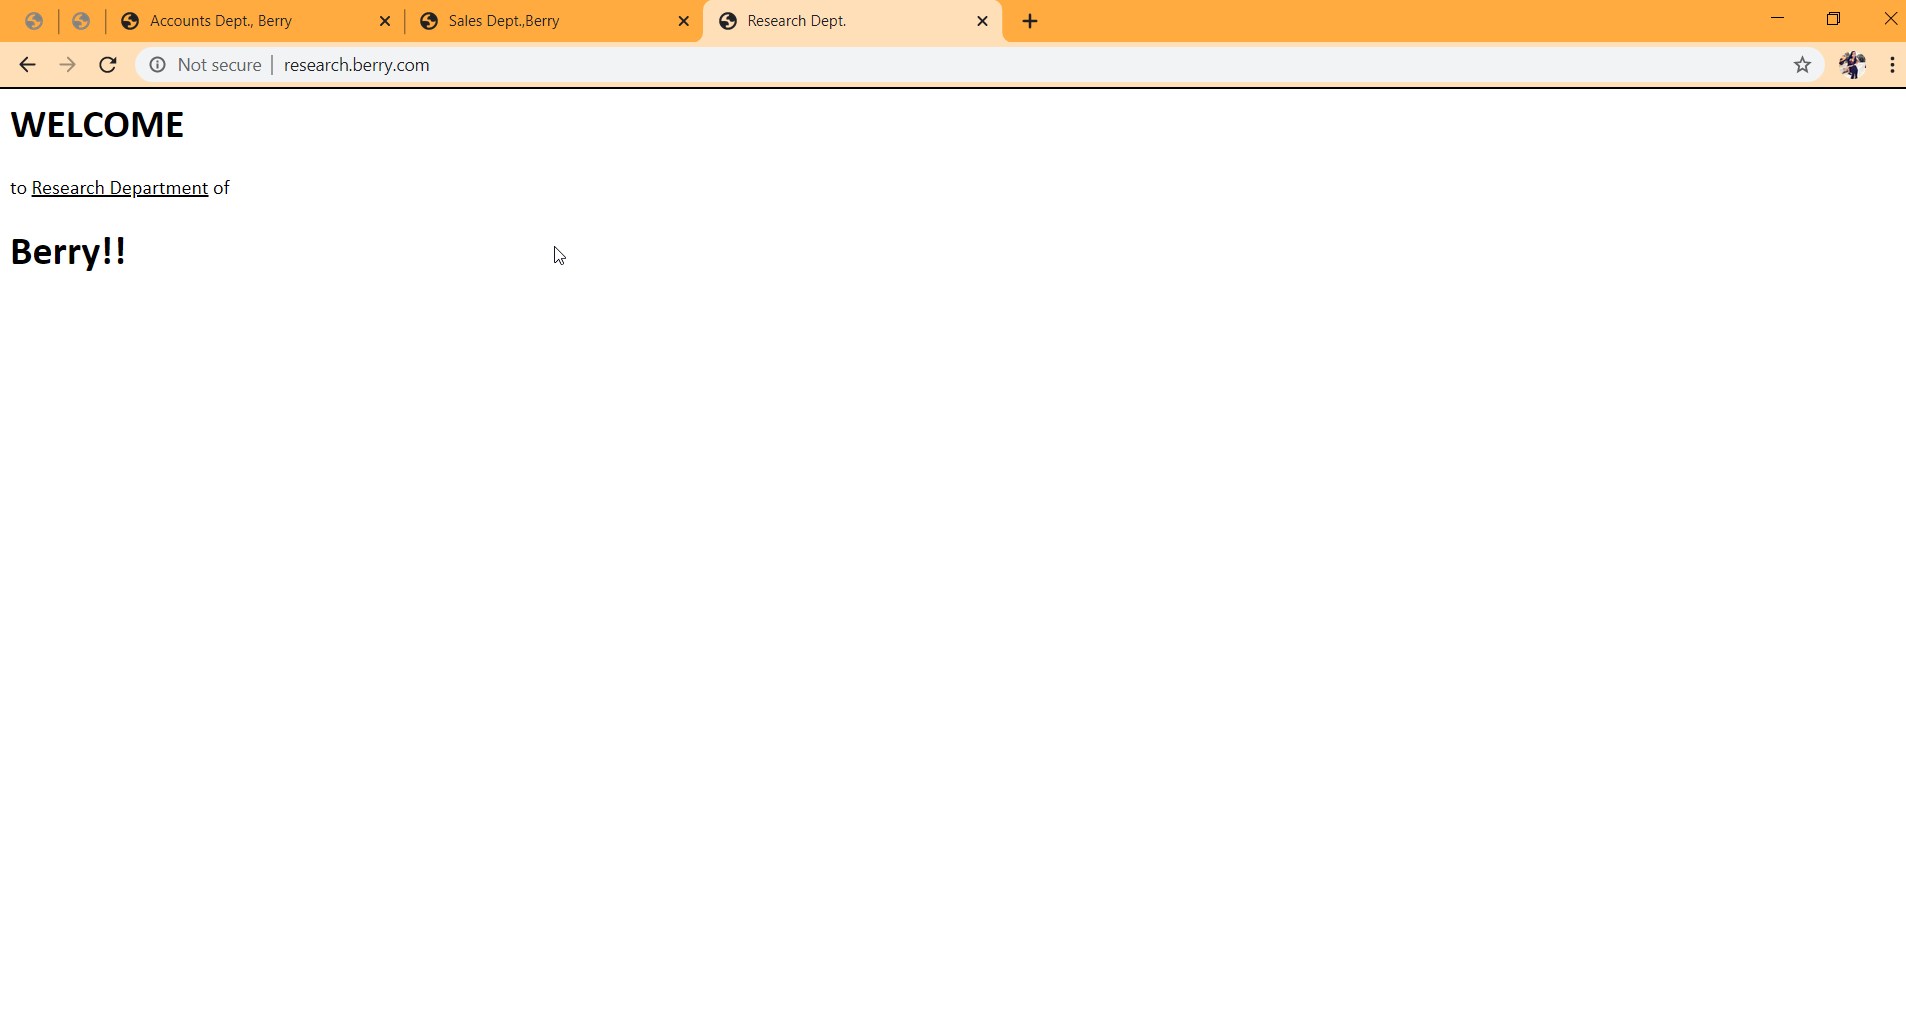 Accounts Dept., Berry
Sales Dept.,Berry
Research Dept.
Not secure | research.berry.com
WELCOME
to Research Department of
Berry!!